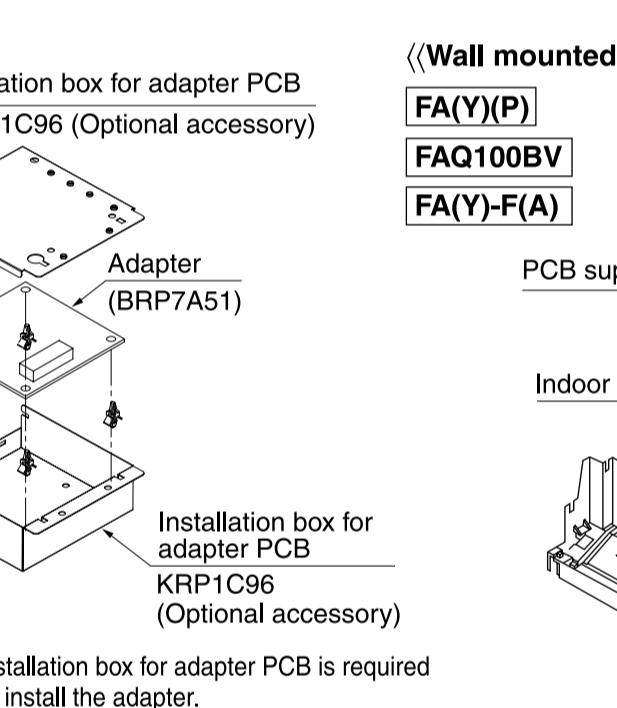 ation box for adapter PCB
1C96 (Optional accessory)
Adapter
(BRP7A51)
Installation box for
adapter PCB
KRP1C96
(Optional accessory)
stallation box for adapter PCB is required
install the adapter.
⟨⟨Wall mounted
FA(Y)(P)
FAQ100BV
FA(Y)-F(A)
PCB sup
Indoor